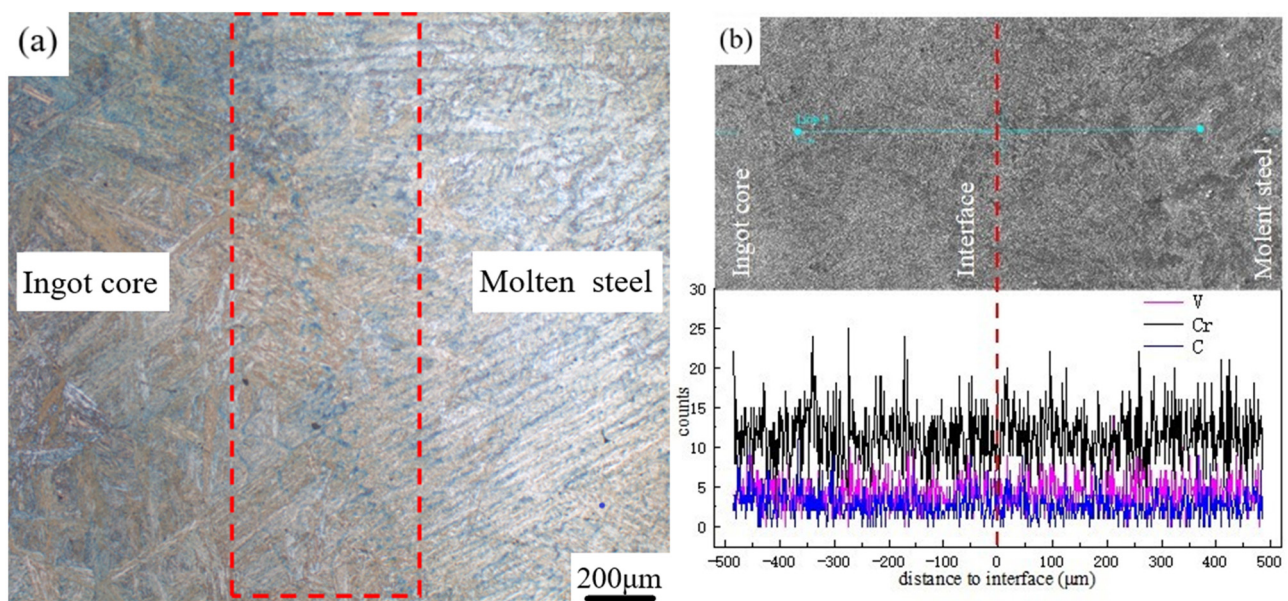 (a)
Ingot core
Molten steel
200μm
(b)
Ingot core
Interface
Molent steel
30
25
20
15
10
5
0
counts
V
Cr
C
-500 -400 -300 -200 -100 0 100 200 300 400 500
distance to interface (μm)